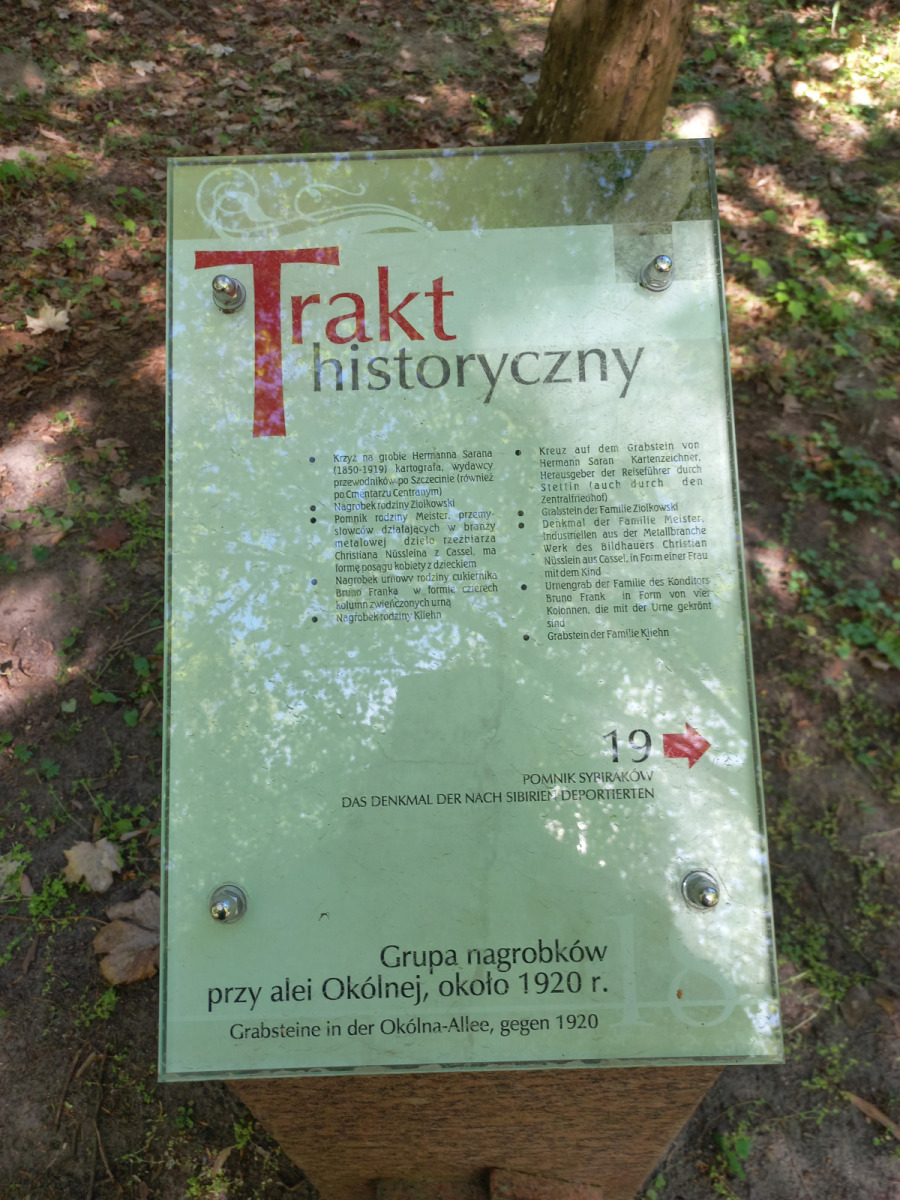 Trakt
historyczny
• Krzyż na grobie Hermanna Sarana
(1850-1919) kartografa, wydawcy
przewodników po Szczecinie (również
po Cmentarzu Centranym)
• Nagrobek rodziny Ziolkowski
• Pomnik rodziny Meister, przemy-
słowców działających w branży
metalowej - dzieło rzeźbiarza
Christiana Nüssleina z Cassel, ma
formę posągu kobiety z dzieckiem
• Nagrobek urnowy rodziny cukiernika
Bruno Franka w formie czterech
kolumn zwieńczonych urną
• Nagrobek rodziny Kliehn
• Kreuz auf dem Grabstein von
Hermann Saran Kartenzeichner,
Herausgeber der Reiseführer durch
Stettin (auch durch den
Zentralfriedhof)
• Grabstein der Familie Ziolkowski
• Denkmal der Familie Meister,
Industriellen aus der Metallbranche
- Werk des Bildhauers Christian
Nüsslein aus Cassel, in Form einer Frau
mit dem Kind
• Urnengrab der Familie des Konditors
Bruno Frank in Form von vier
Kolonnen, die mit der Urne gekrönt
sind
• Grabstein der Familie Kliehn
19
POMNIK SYBIRAKÓW
DAS DENKMAL DER NACH SIBIRIEN DEPORTIERTEN
Grupa nagrobków
przy alei Okólnej, około 1920 r.
Grabsteine in der Okólna-Allee, gegen 1920
18